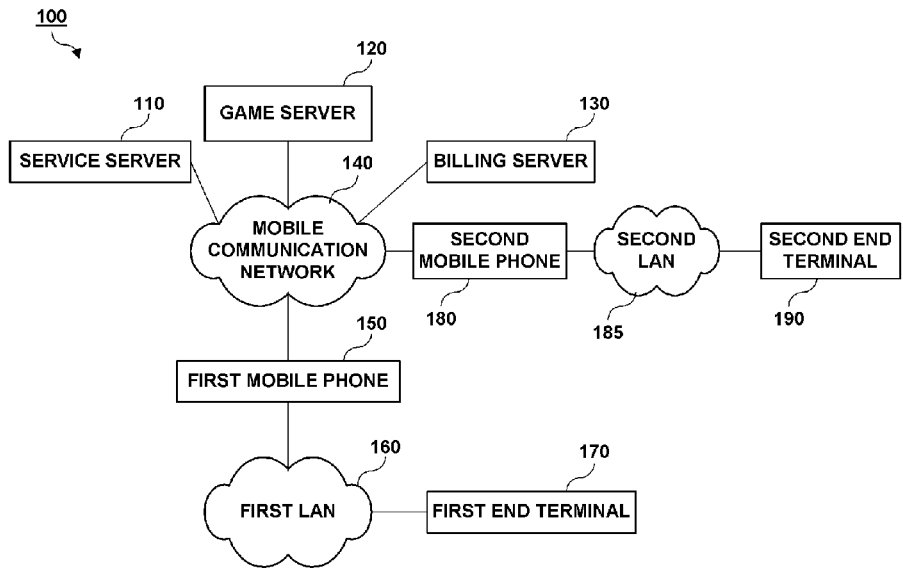 100
120
GAME SERVER
110
SERVICE SERVER
130
BILLING SERVER
140
MOBILE
COMMUNICATION
NETWORK
SECOND
MOBILE PHONE
180
SECOND
LAN
185
SECOND END
TERMINAL
190
150
FIRST MOBILE PHONE
160
FIRST LAN
170
FIRST END TERMINAL